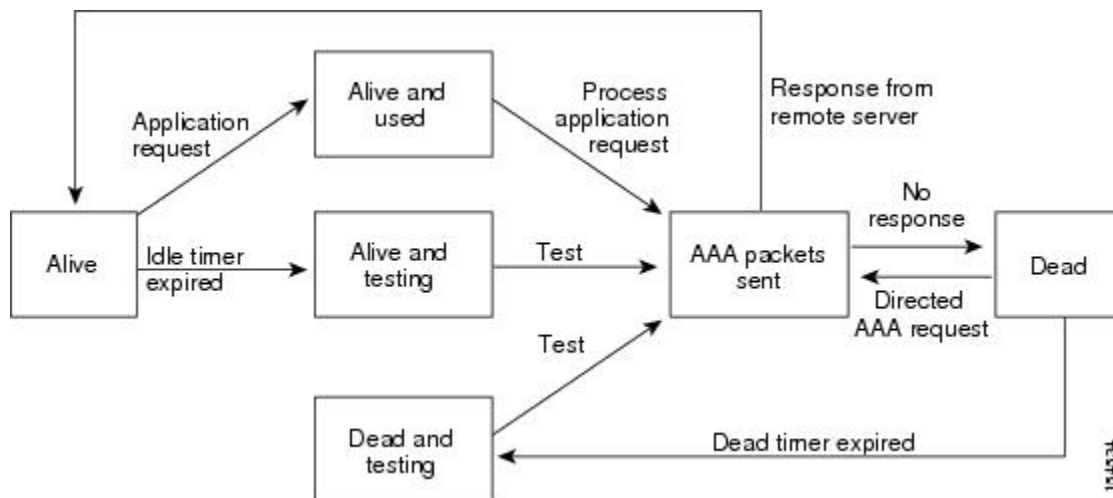 Alive and
used
Process
application
request
Response from
remote server
Application
request
No
response
Alive
Idle timer
expired
Alive and
testing
Test
AAA packets
sent
Dead
Directed
AAA request
Test
Dead and
testing
Dead timer expired